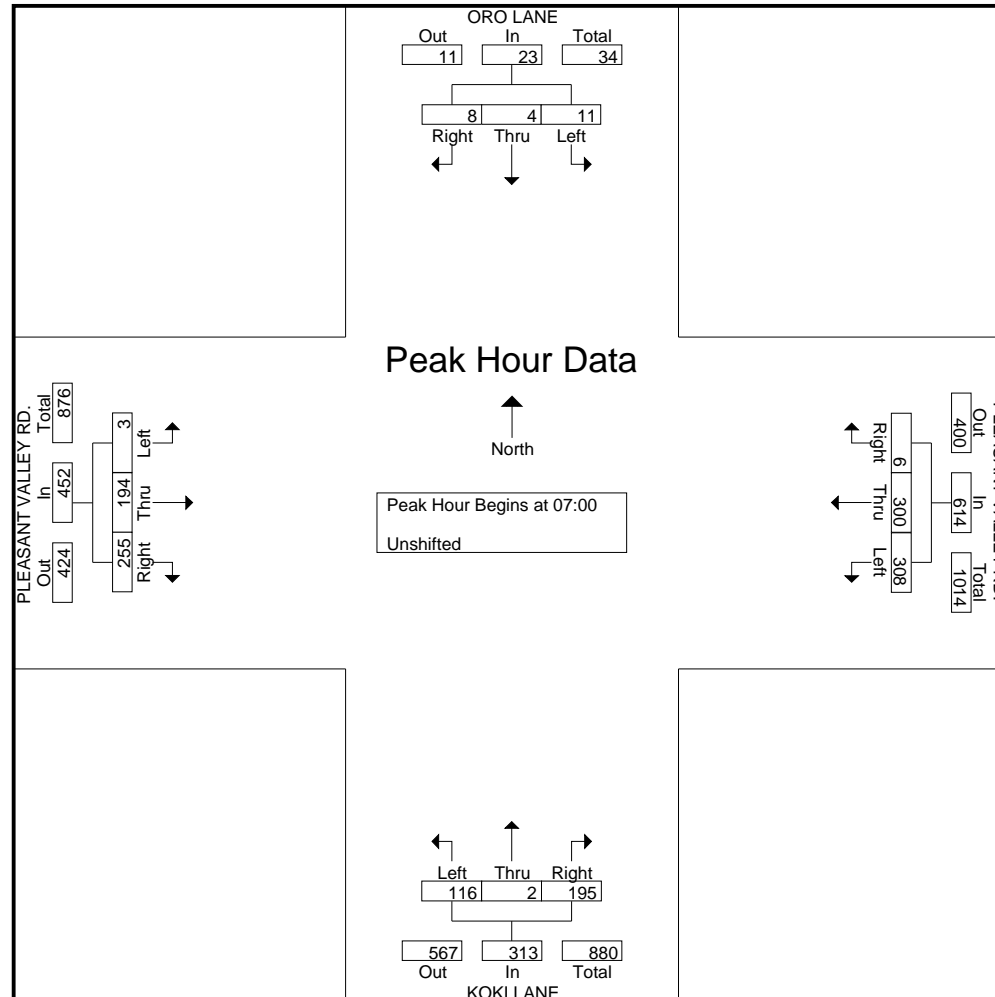 ORO LANE
Out In Total
11 23 34
8 4 11
Right Thru Left
Peak Hour Data
North
Peak Hour Begins at 07:00
Unshifted
PLEASANT VALLEY RD.
Total In Out
876 452 424
3 194 255
Left Thru Right
Out In Total
400 614 1014
6 300 308
Right Thru Left
Left Thru Right
116 2 195
567 313 880
Out In Total
KOKI LANE